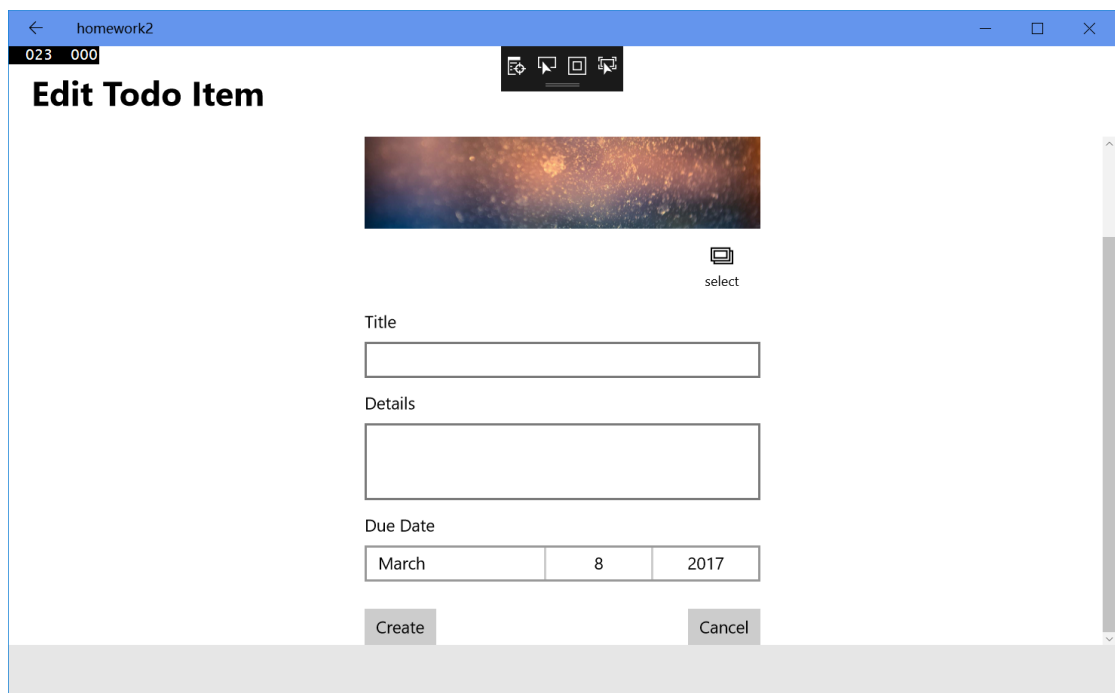 homework2
023 000
Edit Todo Item
select
Title
Details
Due Date
March 8 2017
Create Cancel